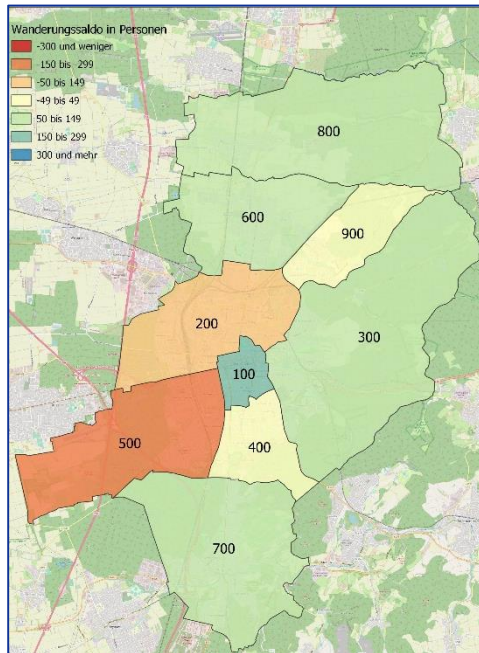 Wanderungssaldo in Personen
-300 und weniger
-150 bis 299
-50 bis 149
-49 bis 49
50 bis 149
150 bis 299
300 und mehr
800
600
900
200
300
100
500
400
700